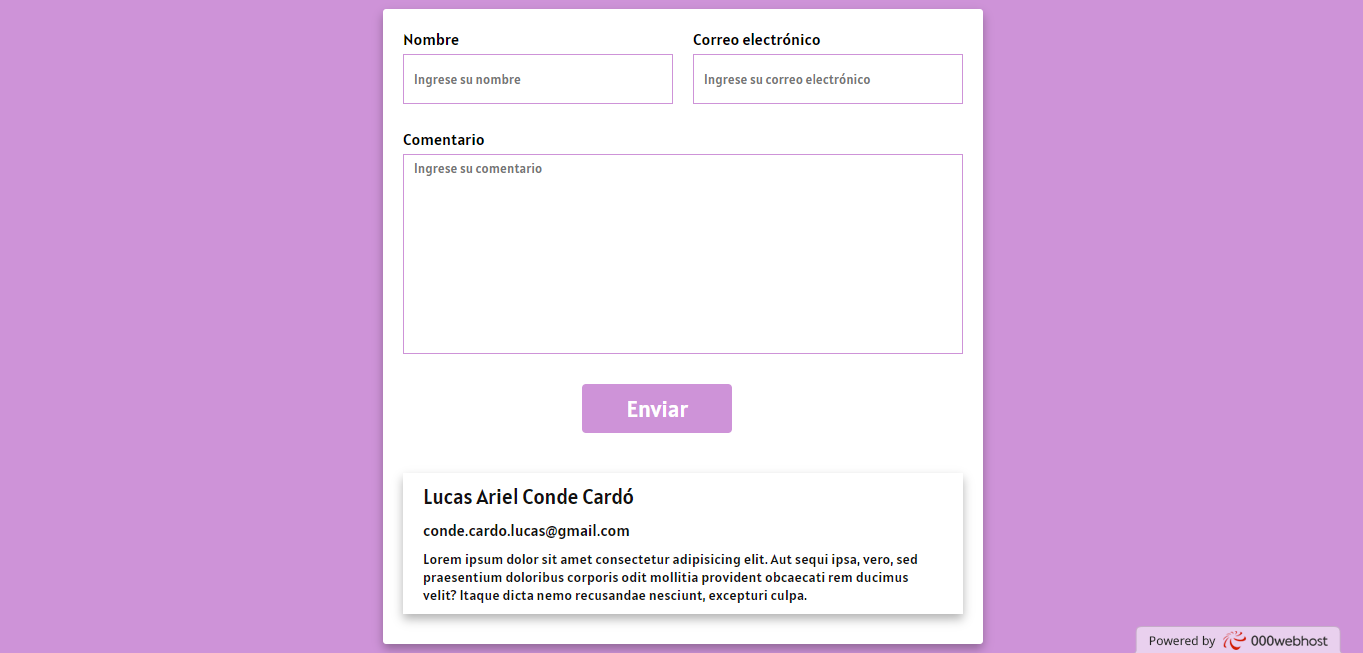 Nombre
Correo electrónico
Ingrese su nombre
Ingrese su correo electrónico
Comentario
Ingrese su comentario
Enviar
Lucas Ariel Conde Cardó
conde.cardo.lucas@gmail.com
Lorem ipsum dolor sit amet consectetur adipisicing elit. Aut sequi ipsa, vero, sed
praesentium doloribus corporis odit mollitia provident obcaecati rem ducimus
velit? Itaque dicta nemo recusandae nesciunt, excepturi culpa.
Powered by 000webhost